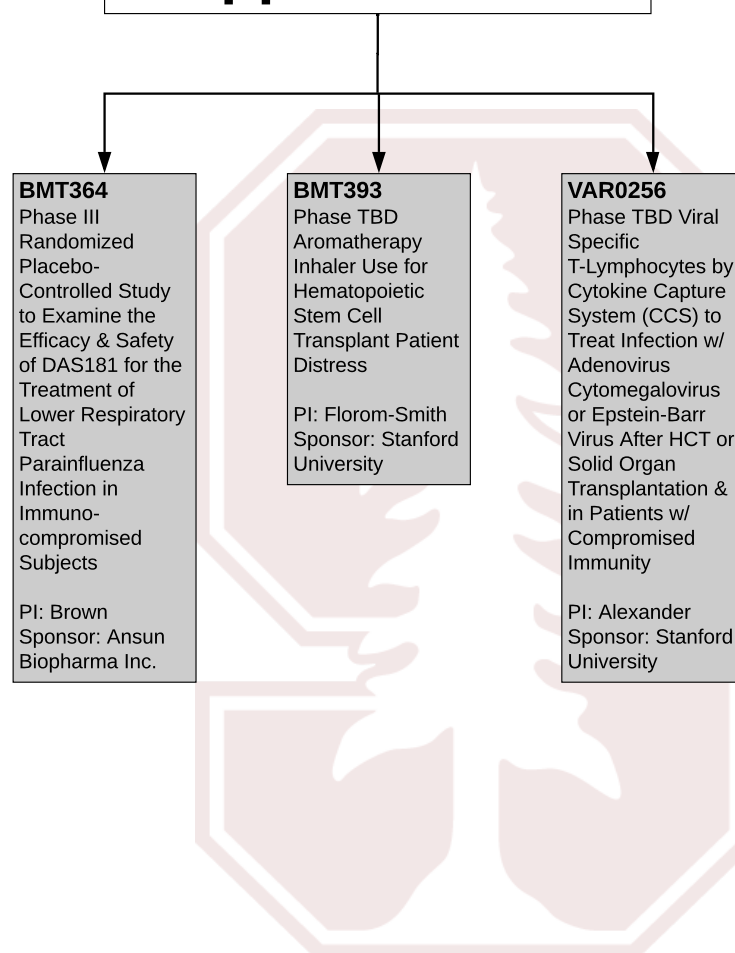 BMT364
Phase III
Randomized
Placebo-
Controlled Study
to Examine the
Efficacy & Safety
of DAS181 for the
Treatment of
Lower Respiratory
Tract
Parainfluenza
Infection in
Immuno-
compromised
Subjects
PI: Brown
Sponsor: Ansun
Biopharma Inc.
BMT393
Phase TBD
Aromatherapy
Inhaler Use for
Hematopoietic
Stem Cell
Transplant Patient
Distress
PI: Florom-Smith
Sponsor: Stanford
University
VAR0256
Phase TBD Viral
Specific
T-Lymphocytes by
Cytokine Capture
System (CCS) to
Treat Infection w/
Adenovirus
Cytomegalovirus
or Epstein-Barr
Virus After HCT or
Solid Organ
Transplantation &
in Patients w/
Compromised
Immunity
PI: Alexander
Sponsor: Stanford
University